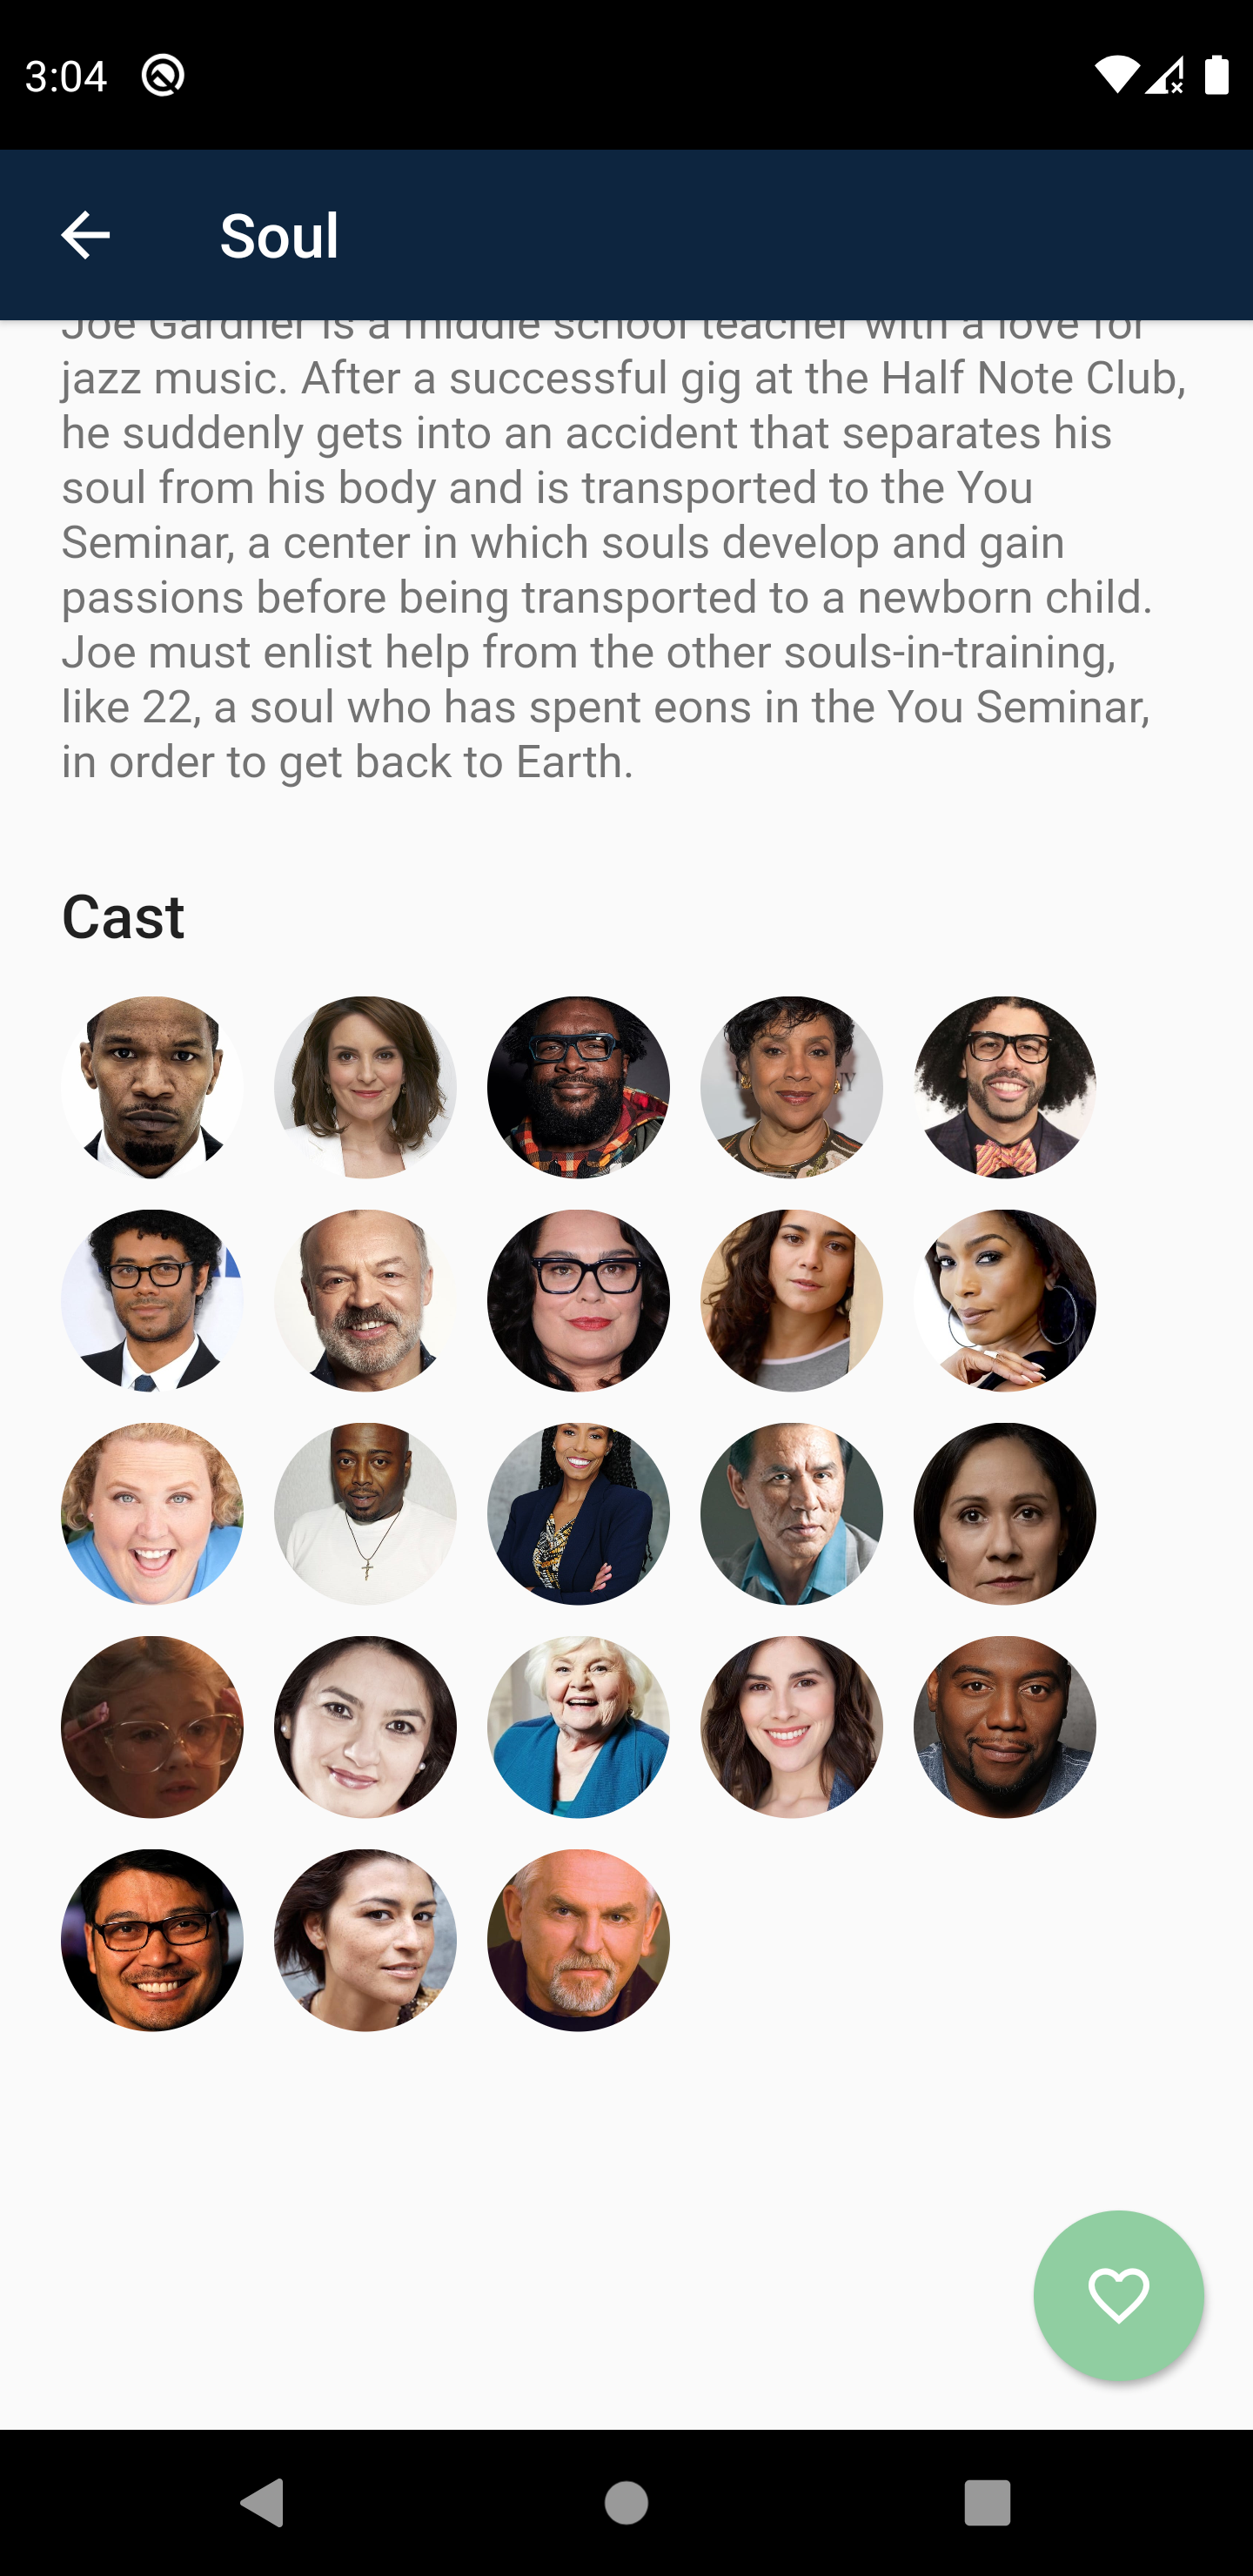 3:04
Soul
Joe Gardner is a middle school teacher with a love for
jazz music. After a successful gig at the Half Note Club,
he suddenly gets into an accident that separates his
soul from his body and is transported to the You
Seminar, a center in which souls develop and gain
passions before being transported to a newborn child.
Joe must enlist help from the other souls-in-training,
like 22, a soul who has spent eons in the You Seminar,
in order to get back to Earth.
Cast